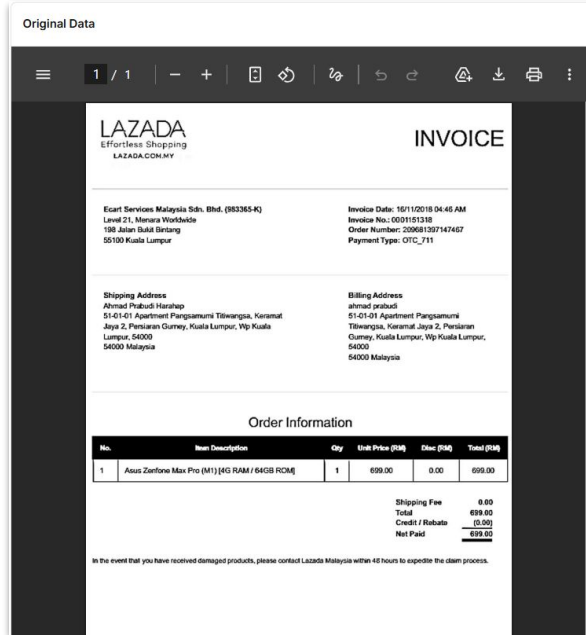 Original Data
1 / 1
LAZADA
Effortless Shopping
LAZADA.COM.MY
INVOICE
Ecart Services Malaysia Sdn. Bhd. (983365-K)
Level 21, Menara Worldwide
198 Jalan Bukit Bintang
55100 Kuala Lumpur
Invoice Date: 16/11/2018 04:46 AM
Invoice No.: 0001151318
Order Number: 209681397147467
Payment Type: OTC_711
Shipping Address
Ahmad Prabudi Harahap
51-01-01 Apartment Pangsamurni Titiwangsa, Keramat
Jaya 2, Persiaran Gurney, Kuala Lumpur, Wp Kuala
Lumpur, 54000
54000 Malaysia
Billing Address
ahmad prabudi
51-01-01 Apartment Pangsamurni
Titiwangsa, Keramat Jaya 2, Persiaran
Gurney, Kuala Lumpur, Wp Kuala Lumpur,
54000
54000 Malaysia
Order Information
No. Item Description Qty Unit Price (RM) Disc (RM) Total (RM)
1 Asus Zenfone Max Pro (M1) [4G RAM / 64GB ROM] 1 699.00 0.00 699.00
Shipping Fee 0.00
Total 699.00
Credit / Rebate (0.00)
Net Paid 699.00
In the event that you have received damaged products, please contact Lazada Malaysia within 48 hours to expedite the claim process.